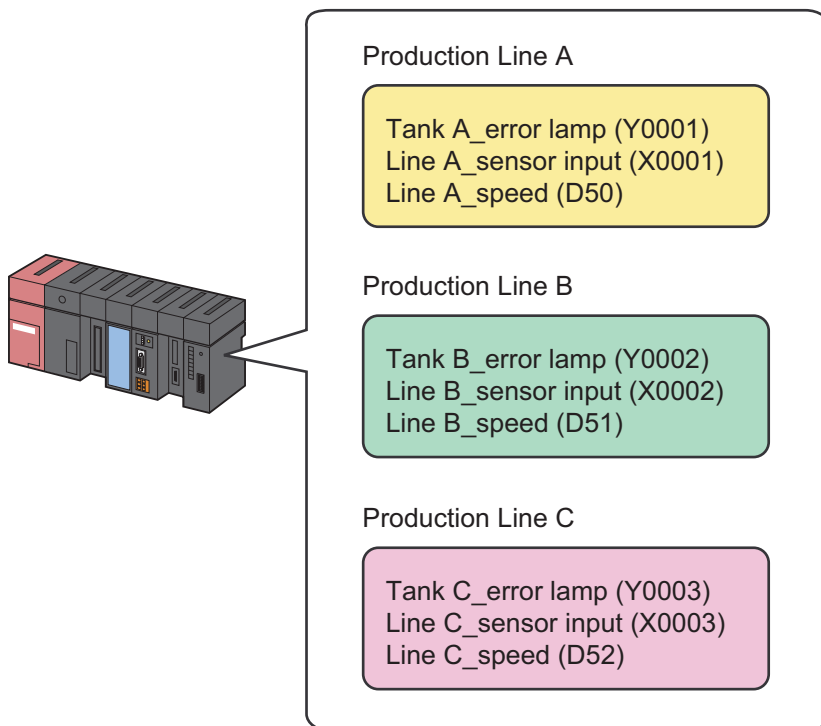 Production Line A
Tank A_error lamp (Y0001)
Line A_sensor input (X0001)
Line A_speed (D50)
Production Line B
Tank B_error lamp (Y0002)
Line B_sensor input (X0002)
Line B_speed (D51)
Production Line C
Tank C_error lamp (Y0003)
Line C_sensor input (X0003)
Line C_speed (D52)